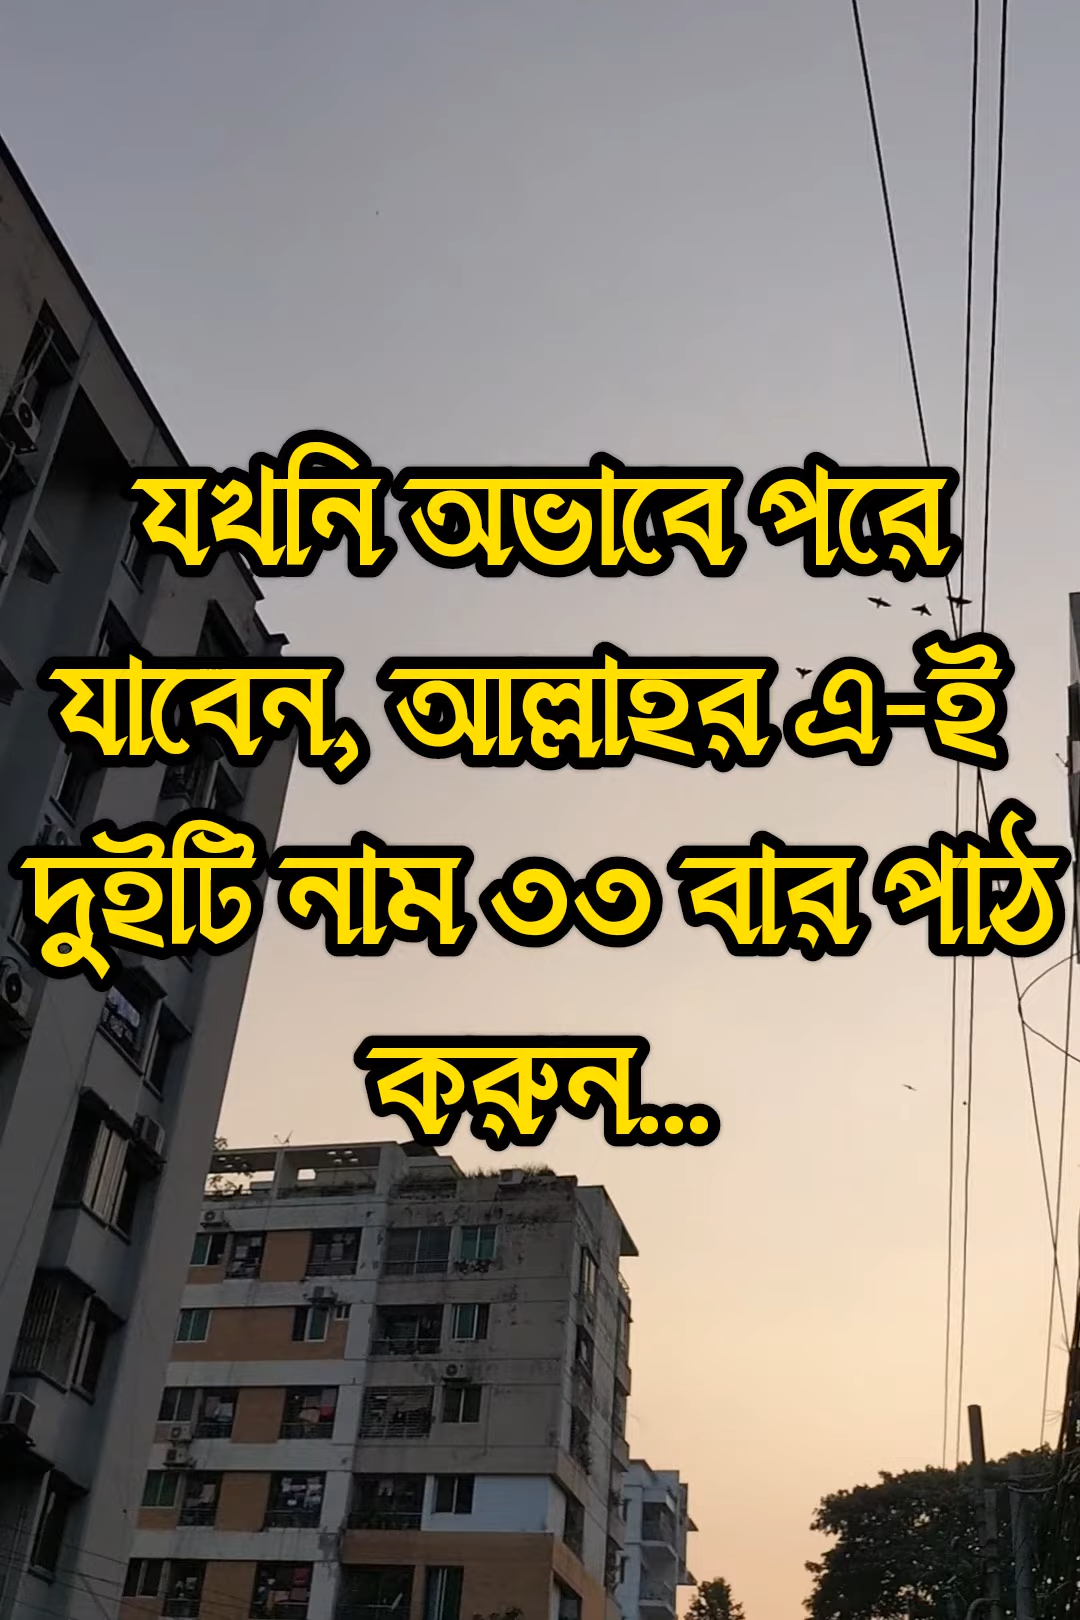 যখনি অভাবে পরে
যাবেন, আল্লাহর এ-ই
দুইটি নাম ৩৩ বার পাঠ
করুন...